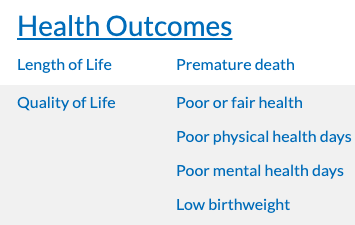 Health Outcomes
Length of Life Premature death
Quality of Life Poor or fair health
Poor physical health days
Poor mental health days
Low birthweight